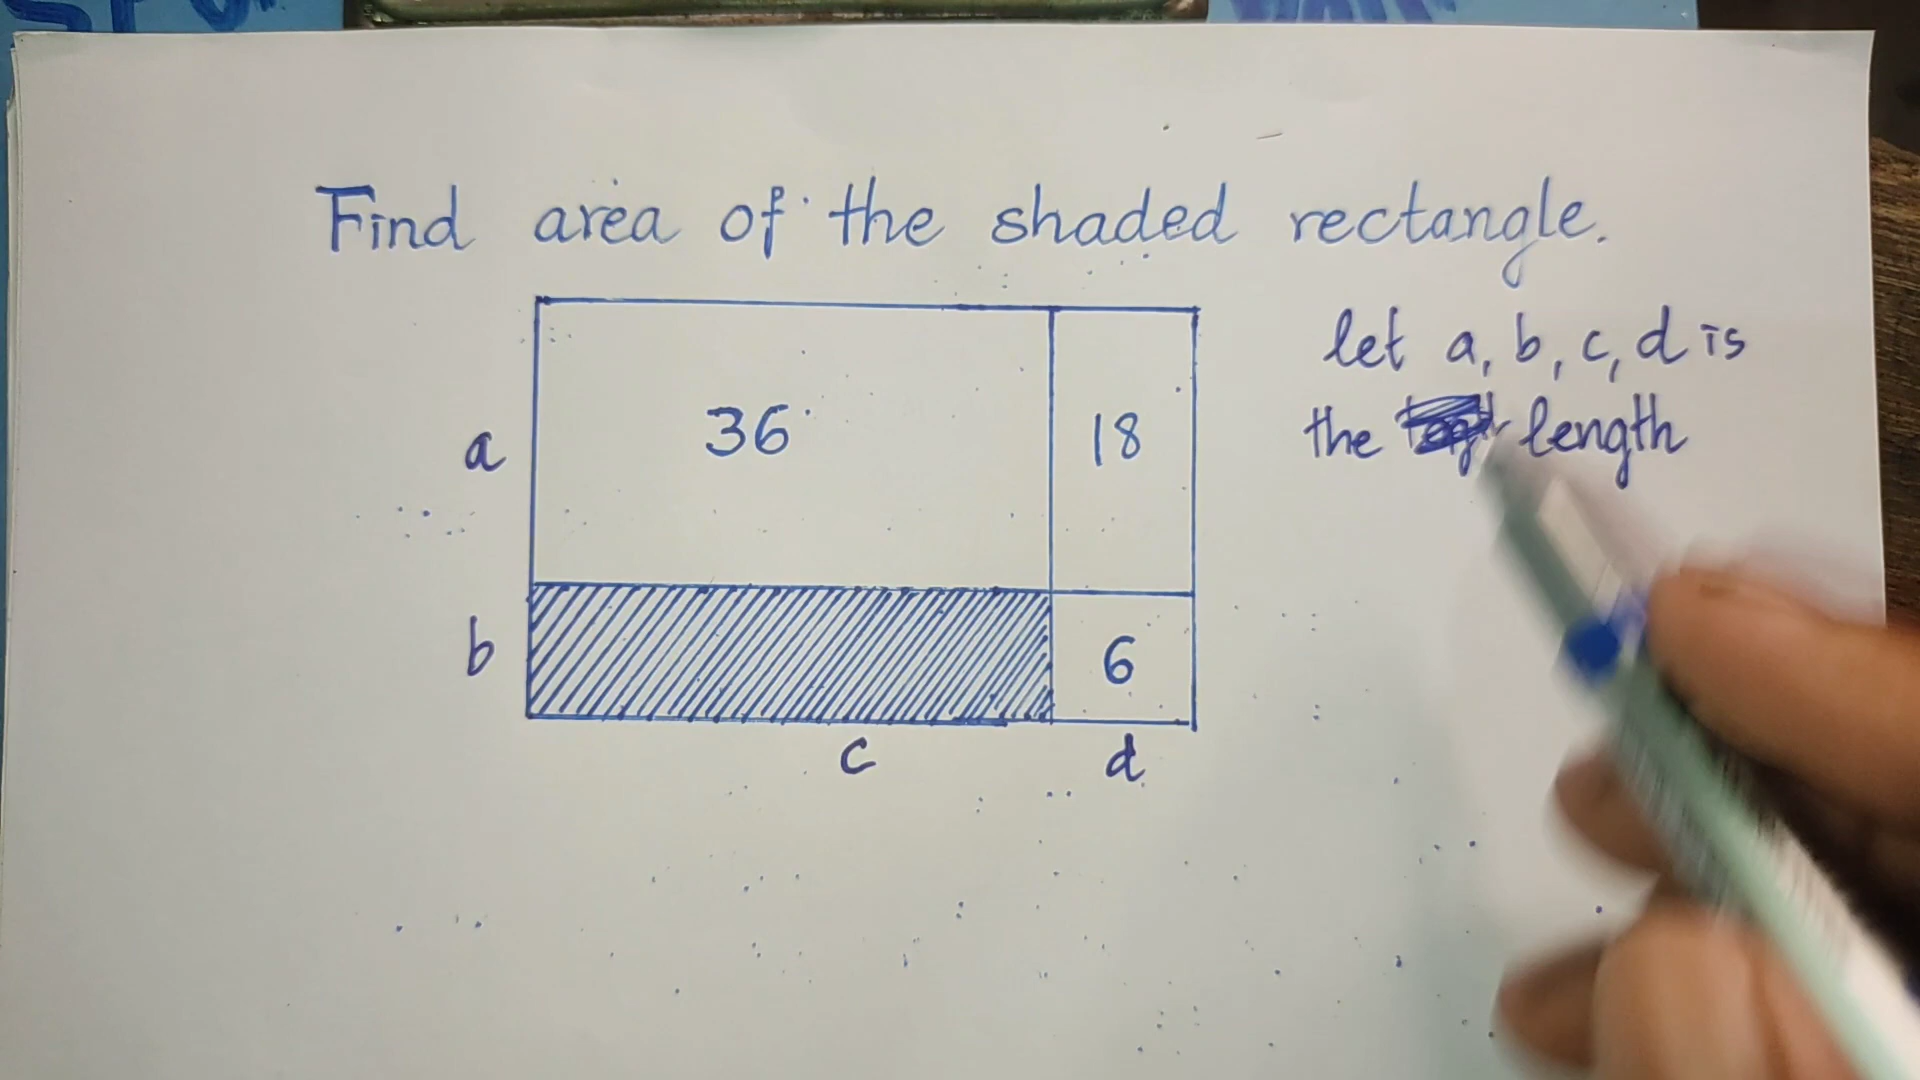 Find area of the shaded rectangle.
let a, b, c, d is
the length
36
18
a
b
6
c
d